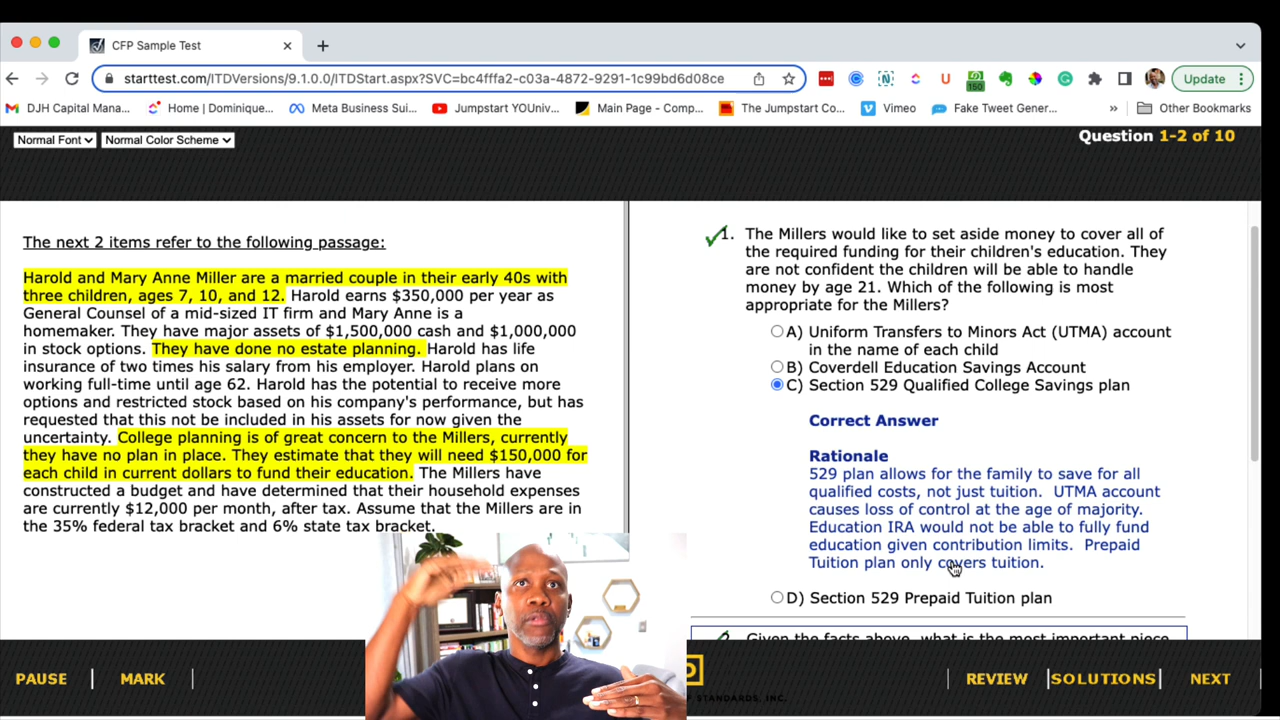 CFP Sample Test
starttest.com/ITDVersions/9.1.0.0/ITDStart.aspx?SVC=bc4fffa2-c03a-4872-9291-1c99bd6d08ce
150
Update
DJH Capital Mana...
Home | Dominique...
Meta Business Sui...
Jumpstart YOUniv...
Main Page - Comp...
The Jumpstart Co...
Vimeo
Fake Tweet Gener...
»
Other Bookmarks
Normal Font
Normal Color Scheme
Question 1-2 of 10
The next 2 items refer to the following passage:
Harold and Mary Anne Miller are a married couple in their early 40s with
three children, ages 7, 10, and 12. Harold earns $350,000 per year as
General Counsel of a mid-sized IT firm and Mary Anne is a
homemaker. They have major assets of $1,500,000 cash and $1,000,000
in stock options. They have done no estate planning. Harold has life
insurance of two times his salary from his employer. Harold plans on
working full-time until age 62. Harold has the potential to receive more
options and restricted stock based on his company's performance, but has
requested that this not be included in his assets for now given the
uncertainty. College planning is of great concern to the Millers, currently
they have no plan in place. They estimate that they will need $150,000 for
each child in current dollars to fund their education. The Millers have
constructed a budget and have determined that their household expenses
are currently $12,000 per month, after tax. Assume that the Millers are in
the 35% federal tax bracket and 6% state tax bracket.
1. The Millers would like to set aside money to cover all of
the required funding for their children's education. They
are not confident the children will be able to handle
money by age 21. Which of the following is most
appropriate for the Millers?
A) Uniform Transfers to Minors Act (UTMA) account
in the name of each child
B) Coverdell Education Savings Account
C) Section 529 Qualified College Savings plan
Correct Answer
Rationale
529 plan allows for the family to save for all
qualified costs, not just tuition. UTMA account
causes loss of control at the age of majority.
Education IRA would not be able to fully fund
education given contribution limits. Prepaid
Tuition plan only covers tuition.
D) Section 529 Prepaid Tuition plan
Given the facts above, what is the most important piece
PAUSE
MARK
STANDARDS, INC.
REVIEW
SOLUTIONS
NEXT